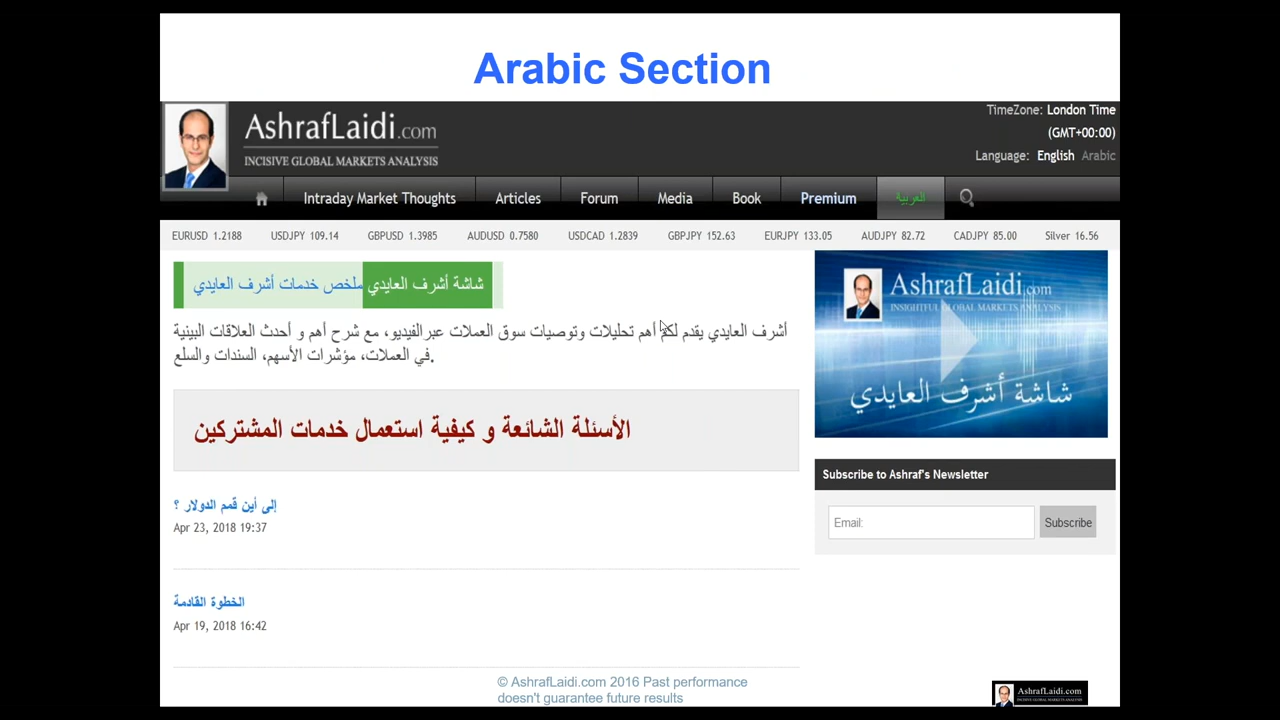 Arabic Section
AshrafLaidi.com
INCISIVE GLOBAL MARKETS ANALYSIS
TimeZone: London Time
(GMT+00:00)
Language: English Arabic
Intraday Market Thoughts Articles Forum Media Book Premium العربية
EURUSD 1.2188 USDJPY 109.14 GBPUSD 1.3985 AUDUSD 0.7580 USDCAD 1.2839 GBPJPY 152.63 EURJPY 133.05 AUDJPY 82.72 CADJPY 85.00 Silver 16.56
شاشة أشرف العايدي ملخص خدمات أشرف العايدي
أشرف العايدي يقدم لكم أهم تحليلات وتوصيات سوق العملات عبرالفيديو، مع شرح أهم و أحدث العلاقات البينية
في العملات، مؤشرات الأسهم، السندات والسلع.
الأسئلة الشائعة و كيفية استعمال خدمات المشتركين
إلى أين قمم الدولار ؟
Apr 23, 2018 19:37
الخطوة القادمة
Apr 19, 2018 16:42
AshrafLaidi.com
INSIGHTFUL GLOBAL MARKETS ANALYSIS
شاشة أشرف العايدي
Subscribe to Ashraf's Newsletter
Email: Subscribe
© AshrafLaidi.com 2016 Past performance
doesn't guarantee future results
AshrafLaidi.com